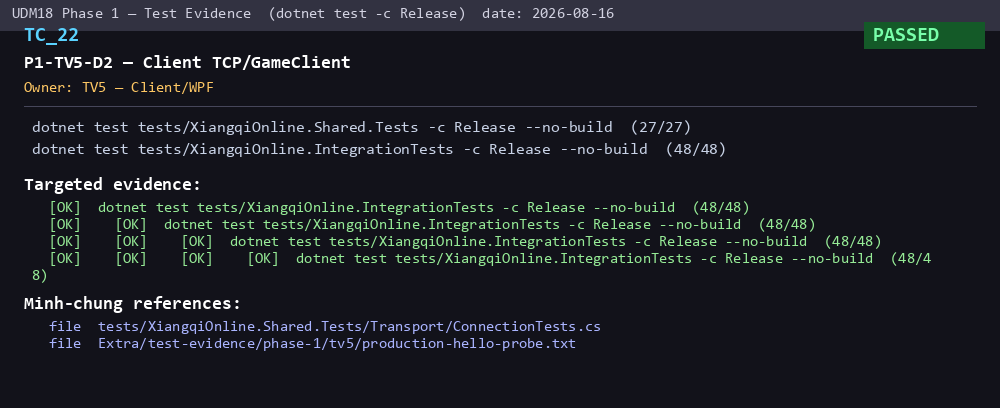 UDM18 Phase 1 — Test Evidence  (dotnet test -c Release)  date: 2026-08-16
TC_22
PASSED
P1-TV5-D2 — Client TCP/GameClient
Owner: TV5 — Client/WPF
dotnet test tests/XiangqiOnline.Shared.Tests -c Release --no-build  (27/27)
dotnet test tests/XiangqiOnline.IntegrationTests -c Release --no-build  (48/48)
Targeted evidence:
[OK]  dotnet test tests/XiangqiOnline.IntegrationTests -c Release --no-build  (48/48)
[OK]    [OK]  dotnet test tests/XiangqiOnline.IntegrationTests -c Release --no-build  (48/48)
[OK]    [OK]    [OK]  dotnet test tests/XiangqiOnline.IntegrationTests -c Release --no-build  (48/48)
[OK]    [OK]    [OK]    [OK]  dotnet test tests/XiangqiOnline.IntegrationTests -c Release --no-build  (48/4
8)
Minh-chung references:
file  tests/XiangqiOnline.Shared.Tests/Transport/ConnectionTests.cs
file  Extra/test-evidence/phase-1/tv5/production-hello-probe.txt